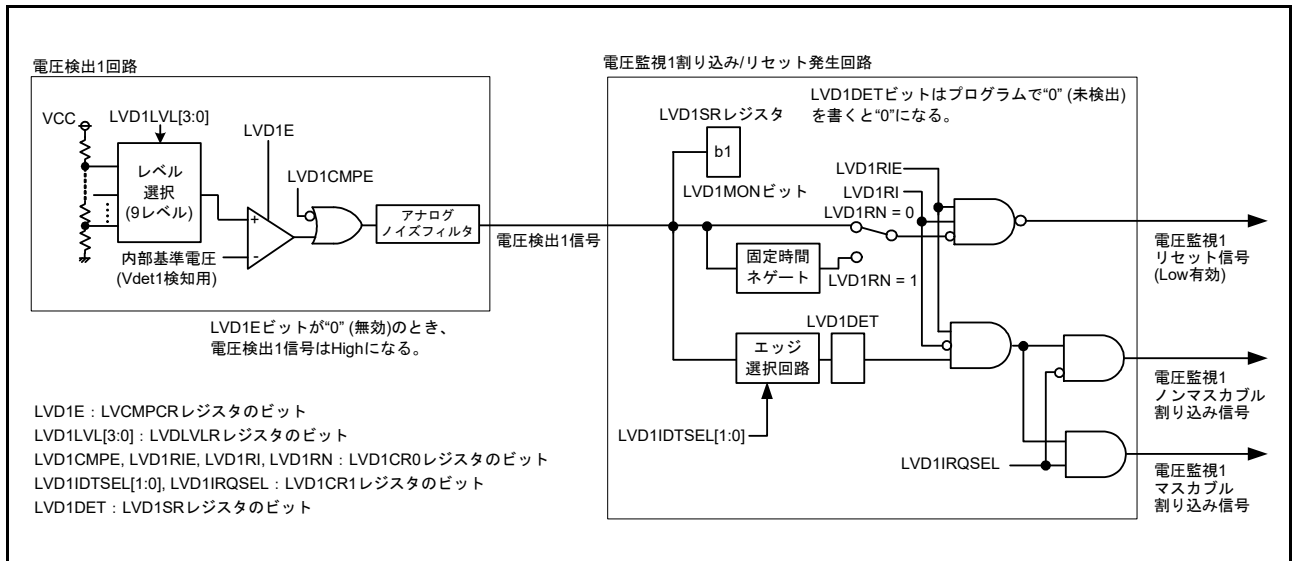 電圧検出1回路
VCC
LVD1LVL[3:0]
レベル
選択
(9レベル)
内部基準電圧
(Vdet1検知用)
+
-
LVD1E
LVD1CMPE
アナログ
ノイズフィルタ
電圧検出1信号
LVD1Eビットが“0” (無効)のとき、
電圧検出1信号はHighになる。
電圧監視1割り込み/リセット発生回路
LVD1DETビットはプログラムで“0” (未検出)
を書くと“0”になる。
LVD1SRレジスタ
b1
LVD1MONビット
LVD1RIE
LVD1RI
LVD1RN = 0
固定時間
ネゲート
LVD1RN = 1
LVD1DET
エッジ
選択回路
LVD1IDTSEL[1:0]
LVD1IRQSEL
電圧監視1
リセット信号
(Low有効)
電圧監視1
ノンマスカブル
割り込み信号
電圧監視1
マスカブル
割り込み信号
LVD1E : LVCMPCRレジスタのビット
LVD1LVL[3:0] : LVDLVLRレジスタのビット
LVD1CMPE, LVD1RIE, LVD1RI, LVD1RN : LVD1CR0レジスタのビット
LVD1IDTSEL[1:0], LVD1IRQSEL : LVD1CR1レジスタのビット
LVD1DET : LVD1SRレジスタのビット